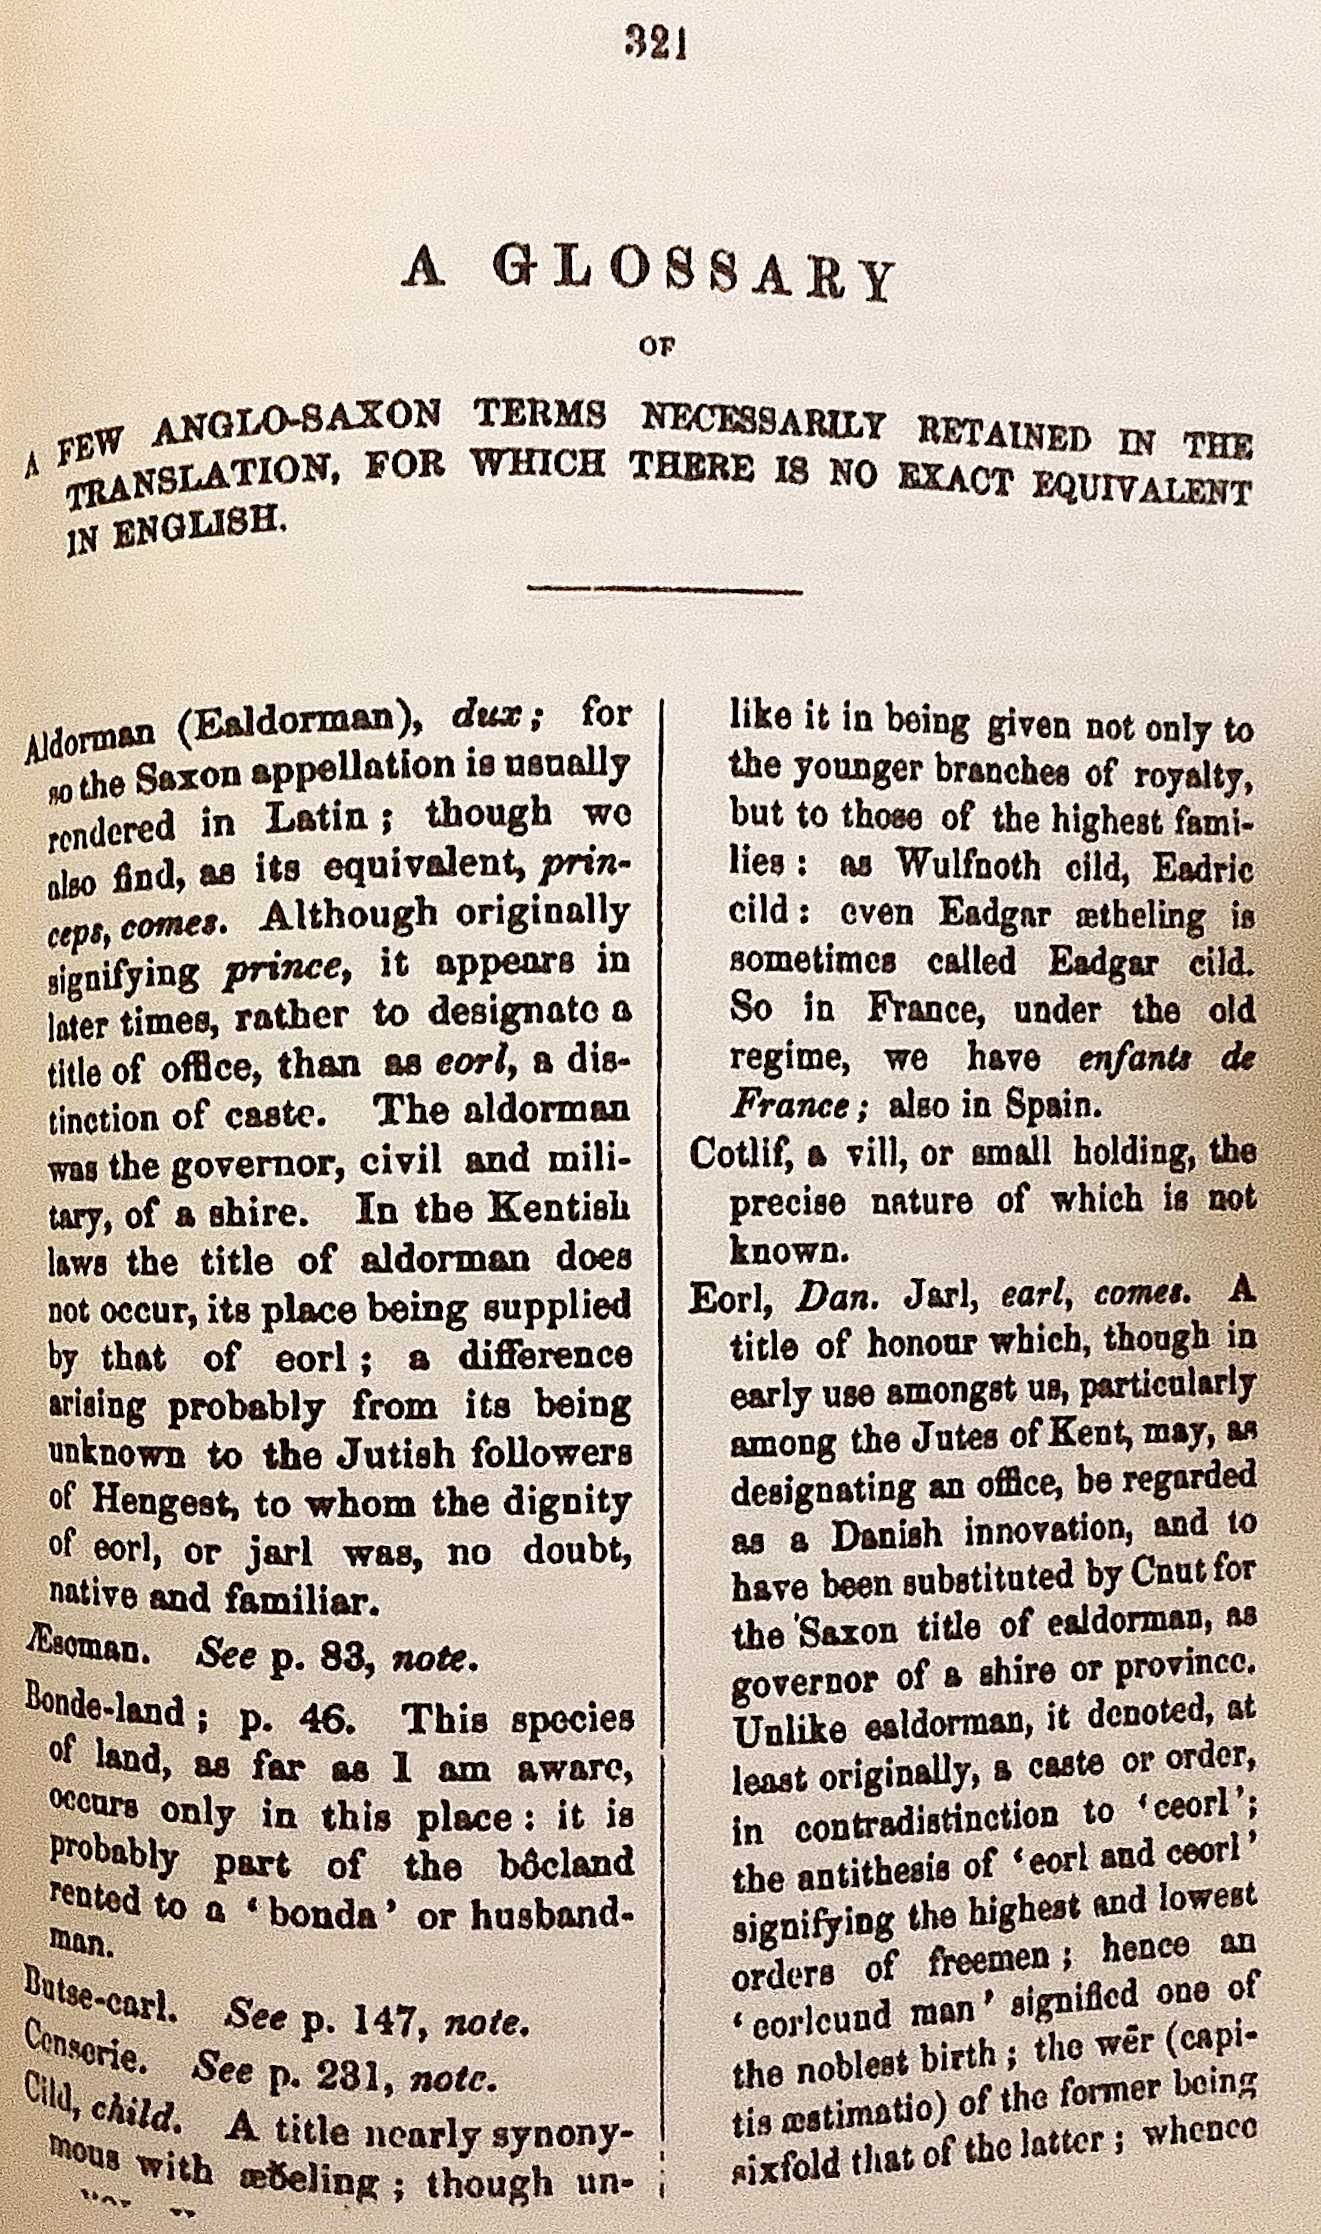 321
A GLOSSARY
OF
A FEW ANGLO-SAXON TERMS NECESSARILY RETAINED IN THE
TRANSLATION, FOR WHICH THERE IS NO EXACT EQUIVALENT
IN ENGLISH.
Aldorman (Ealdorman), dux; for
so the Saxon appellation is usually
rendered in Latin; though we
also find, as its equivalent, prin-
ceps, comes. Although originally
signifying prince, it appears in
later times, rather to designate a
title of office, than as eorl, a dis-
tinction of caste. The aldorman
was the governor, civil and mili-
tary, of a shire. In the Kentish
laws the title of aldorman does
not occur, its place being supplied
by that of eorl; a difference
arising probably from its being
unknown to the Jutish followers
of Hengest, to whom the dignity
of eorl, or jarl was, no doubt,
native and familiar.
Æscman. See p. 83, note.
Bonde-land; p. 46. This species
of land, as far as I am aware,
occurs only in this place: it is
probably part of the bôcland
rented to a ‘bonda’ or husband-
man.
Butse-carl. See p. 147, note.
Censerie. See p. 231, note.
Cild, child. A title nearly synony-
mous with æðeling; though un-
like it in being given not only to
the younger branches of royalty,
but to those of the highest fami-
lies: as Wulfnoth cild, Eadric
cild: even Eadgar ætheling is
sometimes called Eadgar cild.
So in France, under the old
regime, we have enfants de
France; also in Spain.
Cotlif, a vill, or small holding, the
precise nature of which is not
known.
Eorl, Dan. Jarl, earl, comes. A
title of honour which, though in
early use amongst us, particularly
among the Jutes of Kent, may, as
designating an office, be regarded
as a Danish innovation, and to
have been substituted by Cnut for
the Saxon title of ealdorman, as
governor of a shire or province.
Unlike ealdorman, it denoted, at
least originally, a caste or order,
in contradistinction to ‘ceorl’;
the antithesis of ‘eorl and ceorl’
signifying the highest and lowest
orders of freemen; hence an
‘eorlcund man’ signified one of
the noblest birth; the wēr (capi-
tis æstimatio) of the former being
sixfold that of the latter; whence